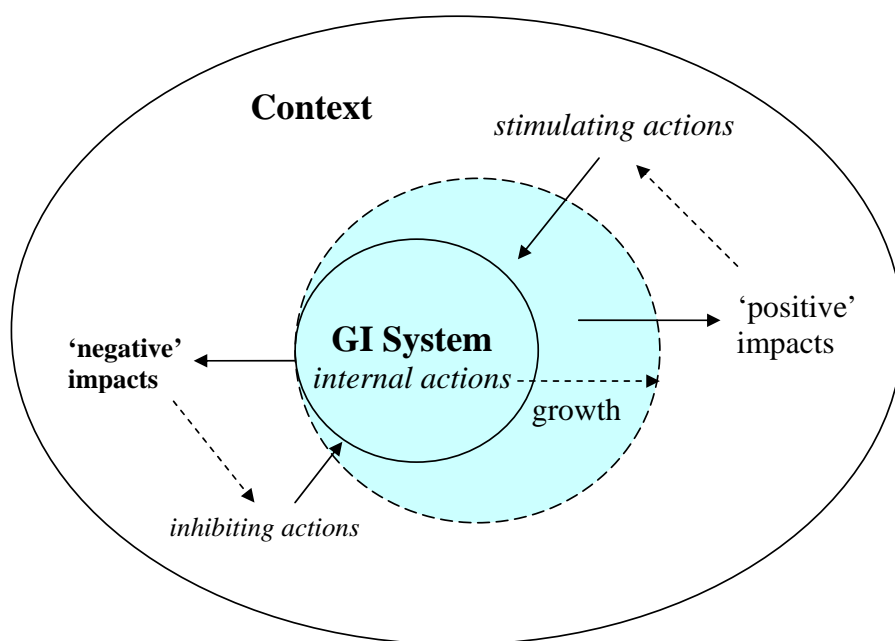 Context
stimulating actions
‘positive’
impacts
GI System
internal actions
growth
‘negative’
impacts
inhibiting actions